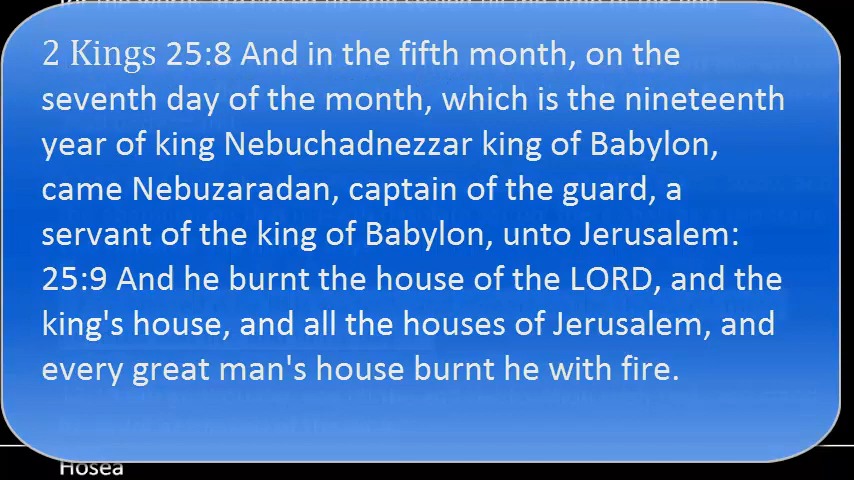 2 Kings 25:8 And in the fifth month, on the
seventh day of the month, which is the nineteenth
year of king Nebuchadnezzar king of Babylon,
came Nebuzaradan, captain of the guard, a
servant of the king of Babylon, unto Jerusalem:
25:9 And he burnt the house of the LORD, and the
king's house, and all the houses of Jerusalem, and
every great man's house burnt he with fire.
Hosea